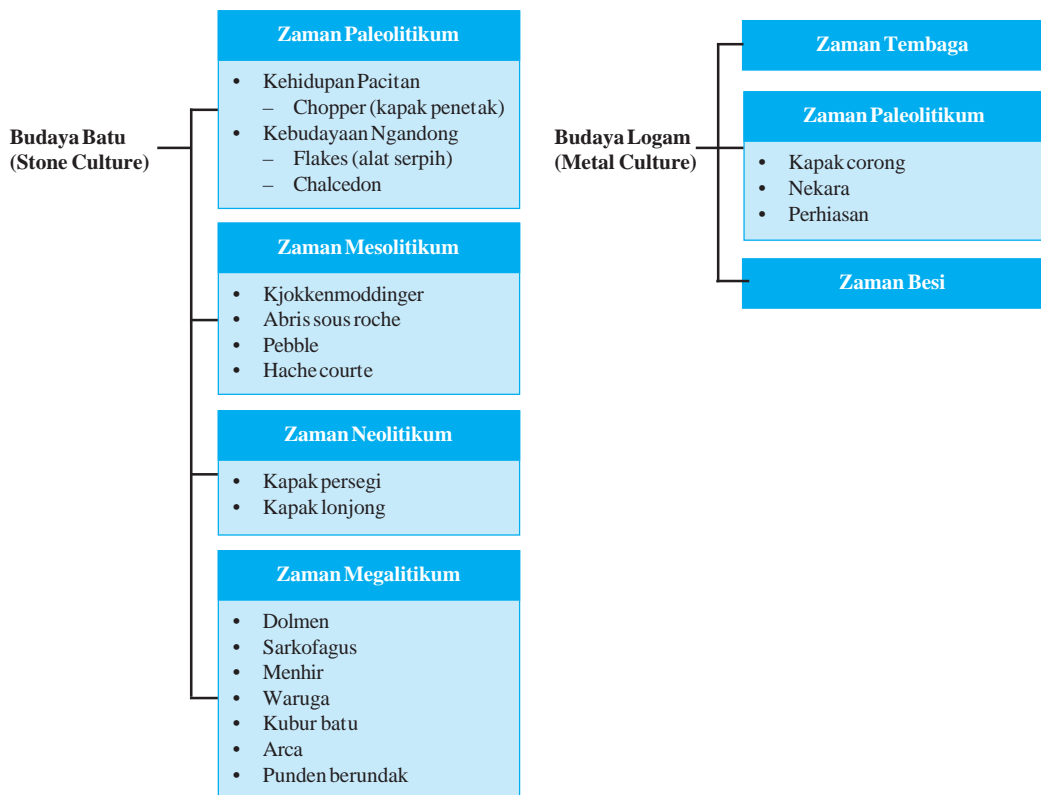 Budaya Batu
(Stone Culture)
Zaman Paleolitikum
• Kehidupan Pacitan
– Chopper (kapak penetak)
• Kebudayaan Ngandong
– Flakes (alat serpih)
– Chalcedon
Zaman Mesolitikum
• Kjokkenmoddinger
• Abris sous roche
• Pebble
• Hache courte
Zaman Neolitikum
• Kapak persegi
• Kapak lonjong
Zaman Megalitikum
• Dolmen
• Sarkofagus
• Menhir
• Waruga
• Kubur batu
• Arca
• Punden berundak
Budaya Logam
(Metal Culture)
Zaman Tembaga
Zaman Paleolitikum
• Kapak corong
• Nekara
• Perhiasan
Zaman Besi